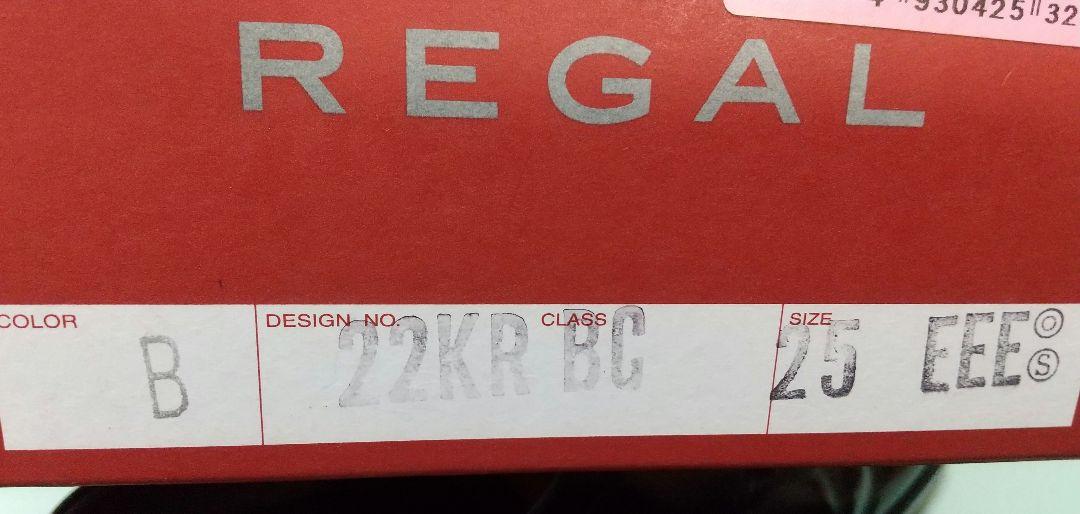 930425 32
REGAL
COLOR DESIGN NO. CLASS SIZE
B 22KR BC 25 EEE
O
S